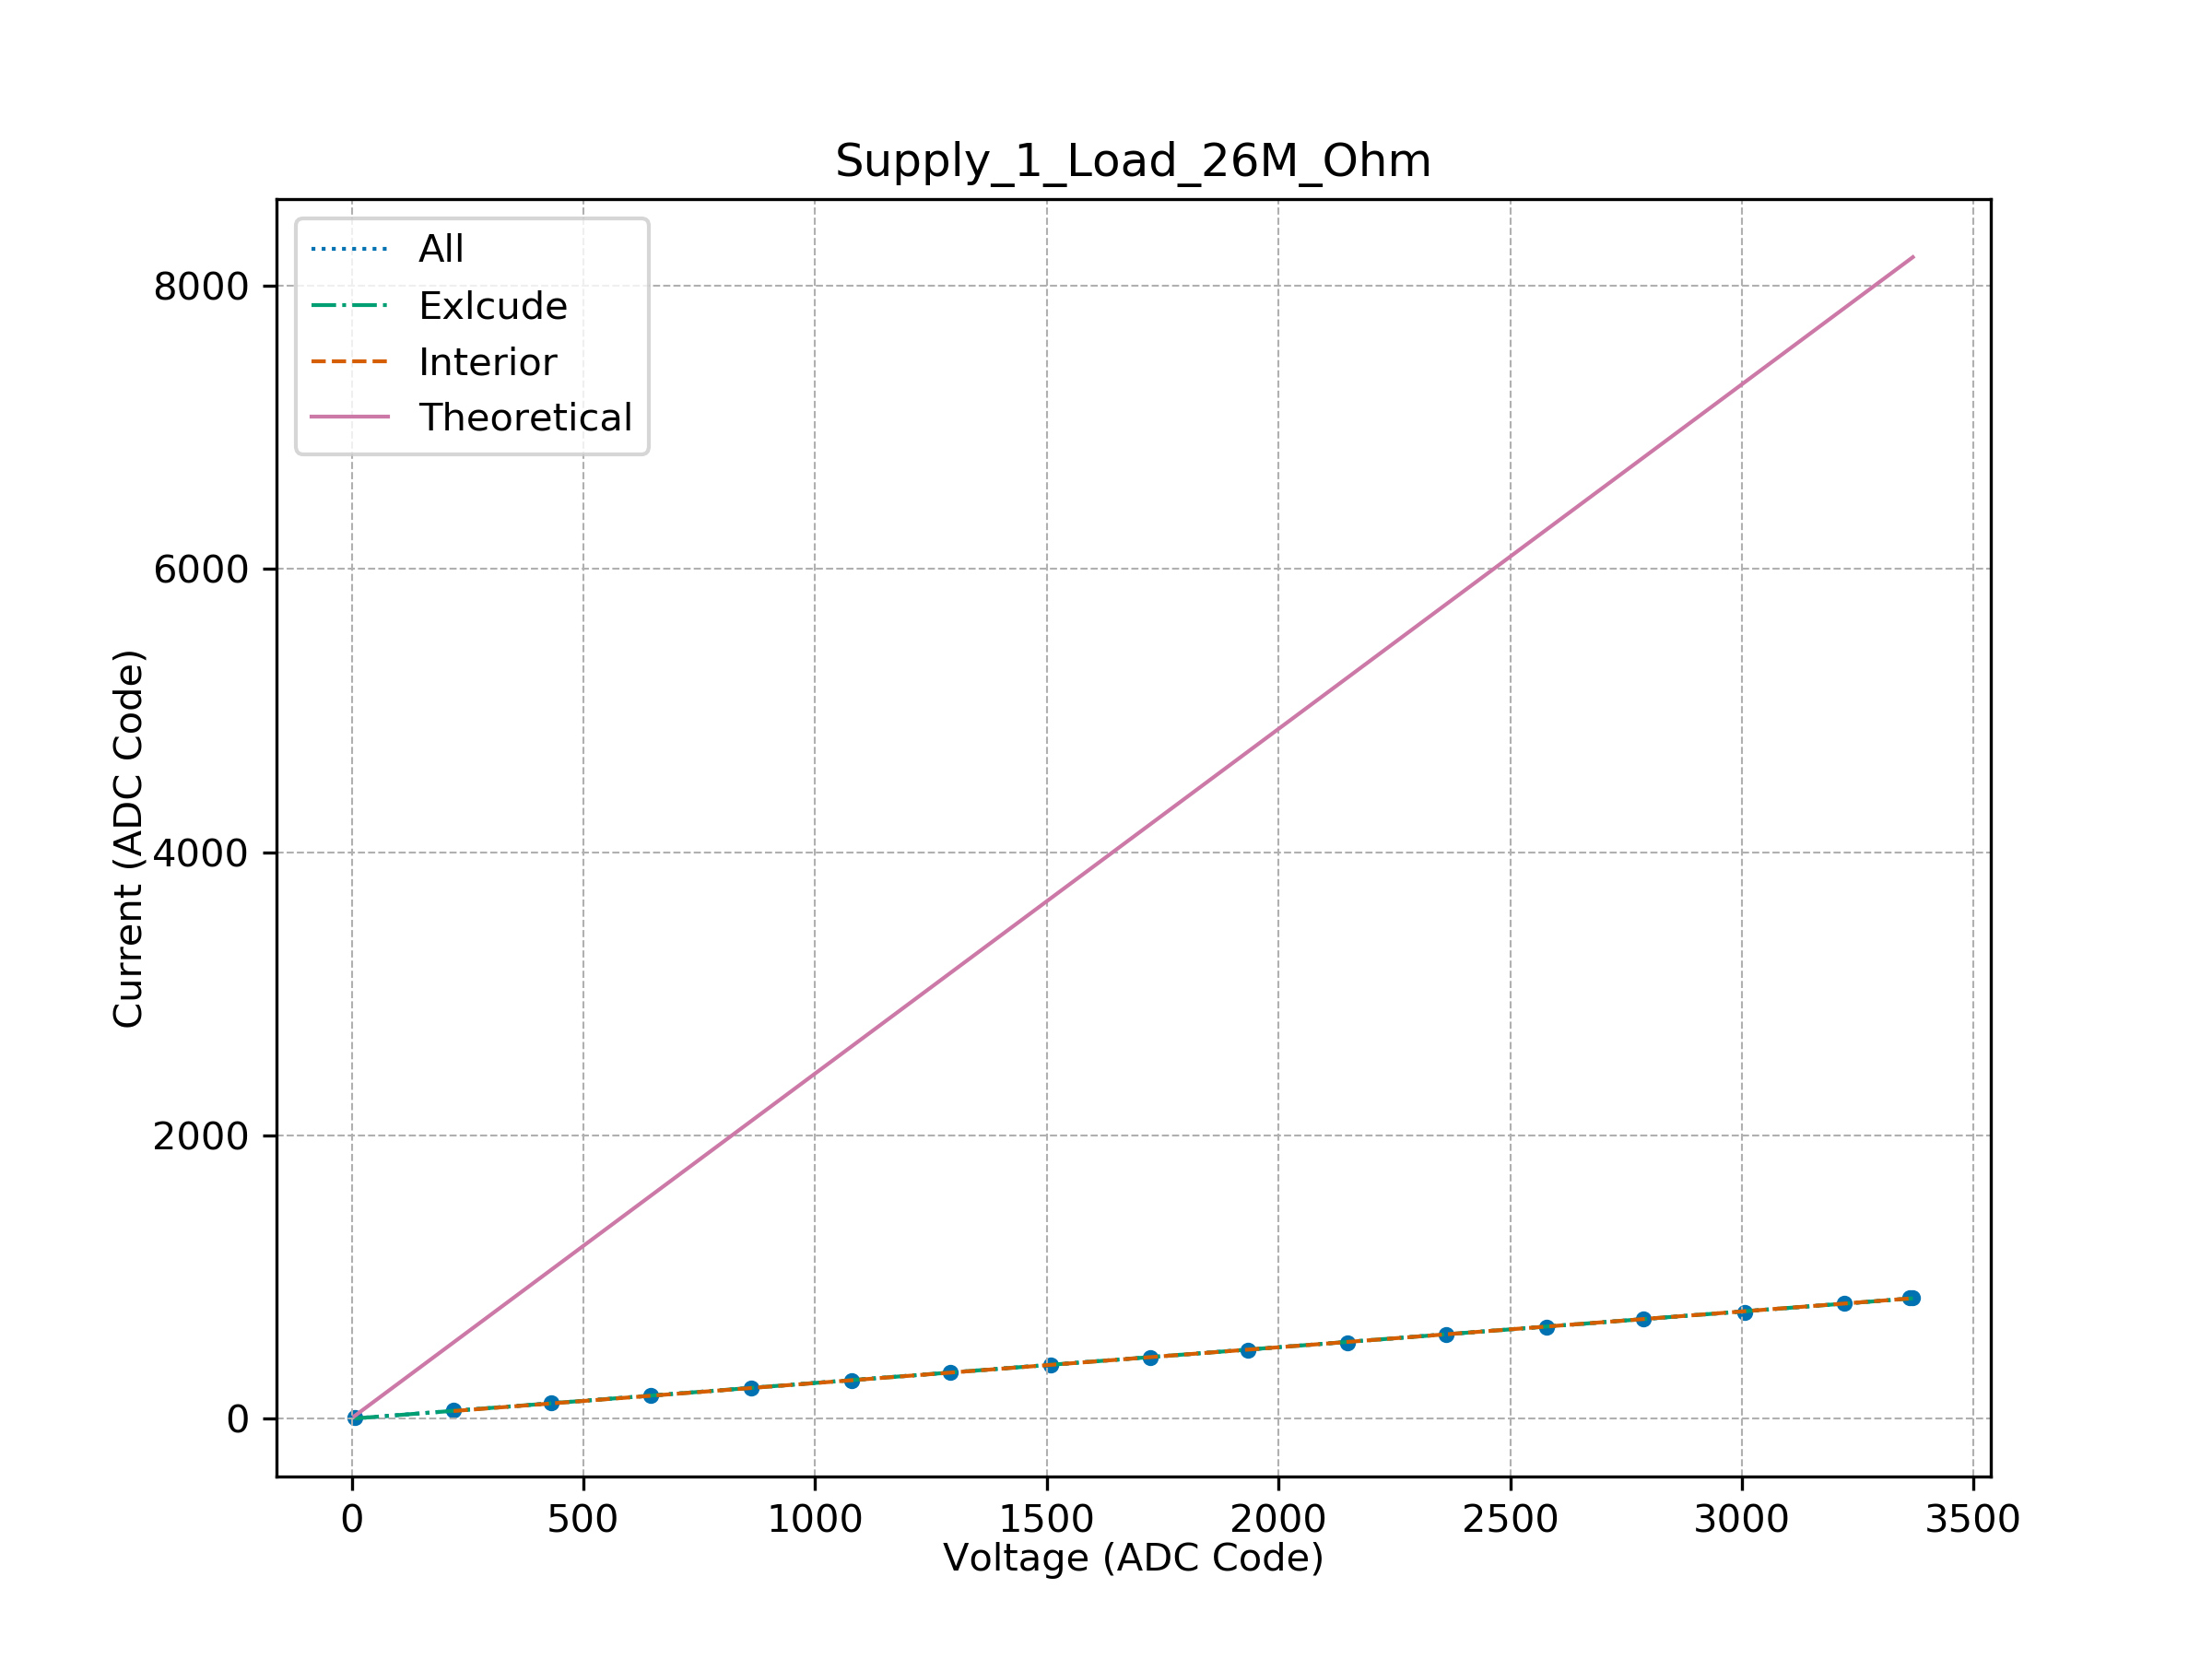 Supply_1_Load_26M_Ohm
All
Exlcude
Interior
Theoretical
8000
6000
4000
2000
0
Current (ADC Code)
0 500 1000 1500 2000 2500 3000 3500
Voltage (ADC Code)